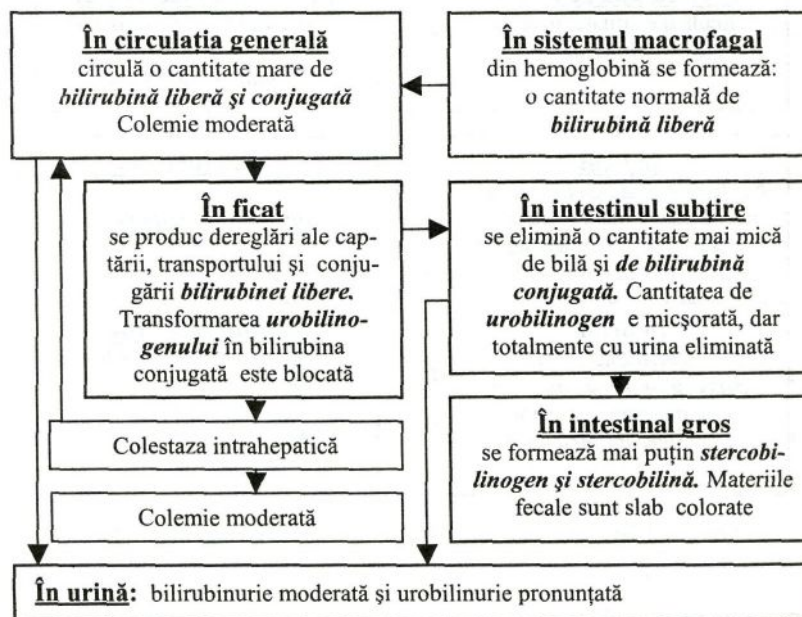 În circulația generală
circulă o cantitate mare de
bilirubină liberă și conjugată
Colemie moderată
În sistemul macrofagal
din hemoglobină se formează:
o cantitate normală de
bilirubină liberă
În ficat
se produc dereglări ale cap-
tării, transportului și conju-
gării bilirubinei libere.
Transformarea urobilino-
genului în bilirubina
conjugată este blocată
În intestinul subțire
se elimină o cantitate mai mică
de bilă și de bilirubină
conjugată. Cantitatea de
urobilinogen e micșorată, dar
totalmente cu urina eliminată
Colestaza intrahepatică
Colemie moderată
În intestinal gros
se formează mai puțin stercobi-
linogen și stercobilină. Materiile
fecale sunt slab colorate
În urină: bilirubinurie moderată și urobilinurie pronunțată